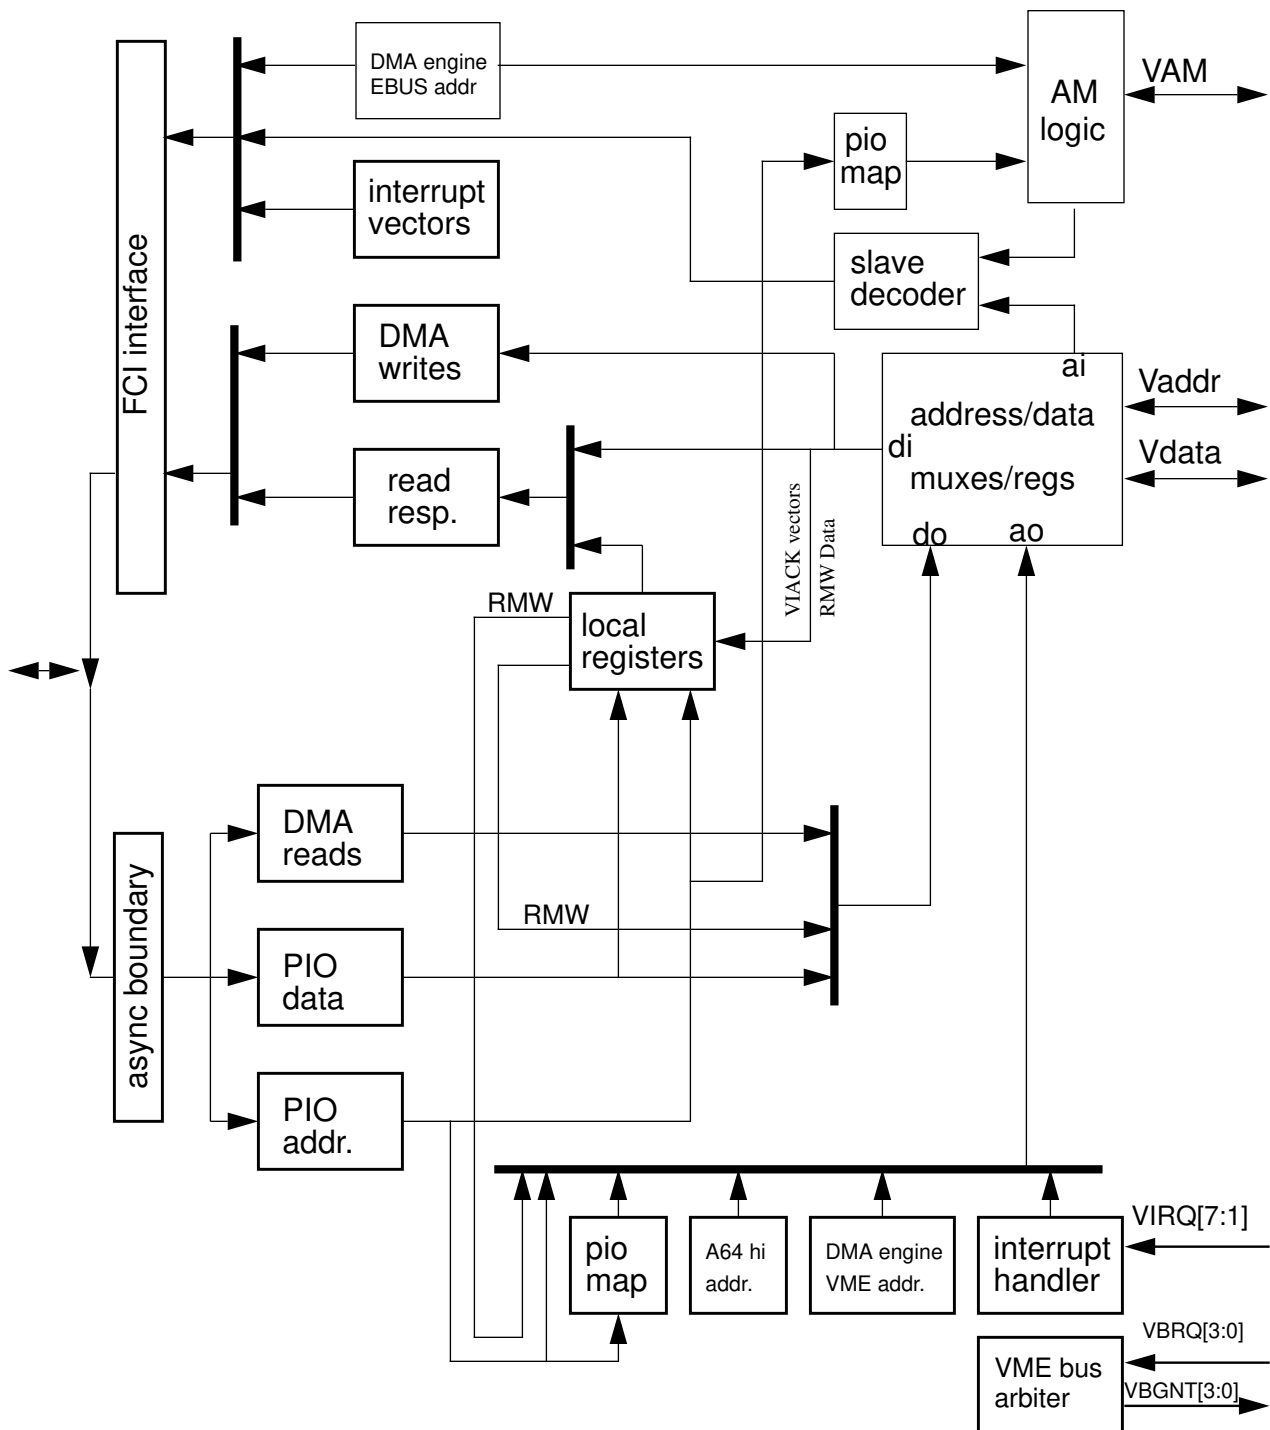 DMA engine
EBUS addr
AM
logic
VAM
pio
map
interrupt
vectors
FCI interface
slave
decoder
DMA
writes
ai
Vaddr
address/data
di
muxes/regs
Vdata
read
resp.
VIACK vectors
RMW Data
do
ao
RMW
local
registers
DMA
reads
RMW
async boundary
PIO
data
PIO
addr.
pio
map
A64 hi
addr.
DMA engine
VME addr.
interrupt
handler
VIRQ[7:1]
VBRQ[3:0]
VME bus
arbiter
VBGNT[3:0]